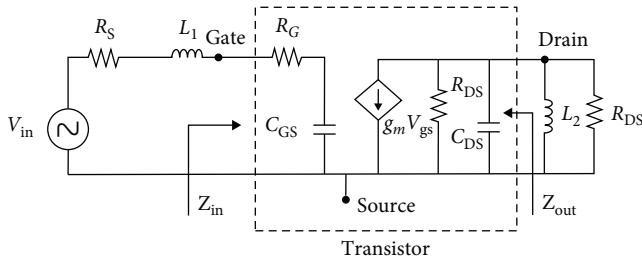 R_S
L_1
Gate
R_G
Drain
V_in
C_GS
g_m V_gs
R_DS
C_DS
L_2
R_DS
Z_in
Source
Z_out
Transistor